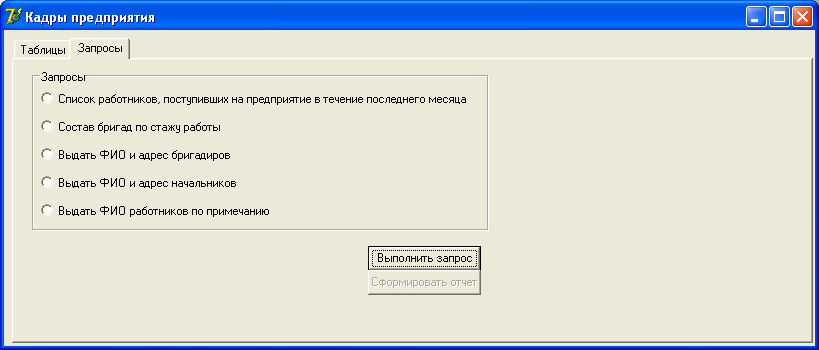 Кадры предприятия
Таблицы Запросы
Запросы
Список работников, поступивших на предприятие в течение последнего месяца
Состав бригад по стажу работы
Выдать ФИО и адрес бригадиров
Выдать ФИО и адрес начальников
Выдать ФИО работников по примечанию
Выполнить запрос
Сформировать отчет